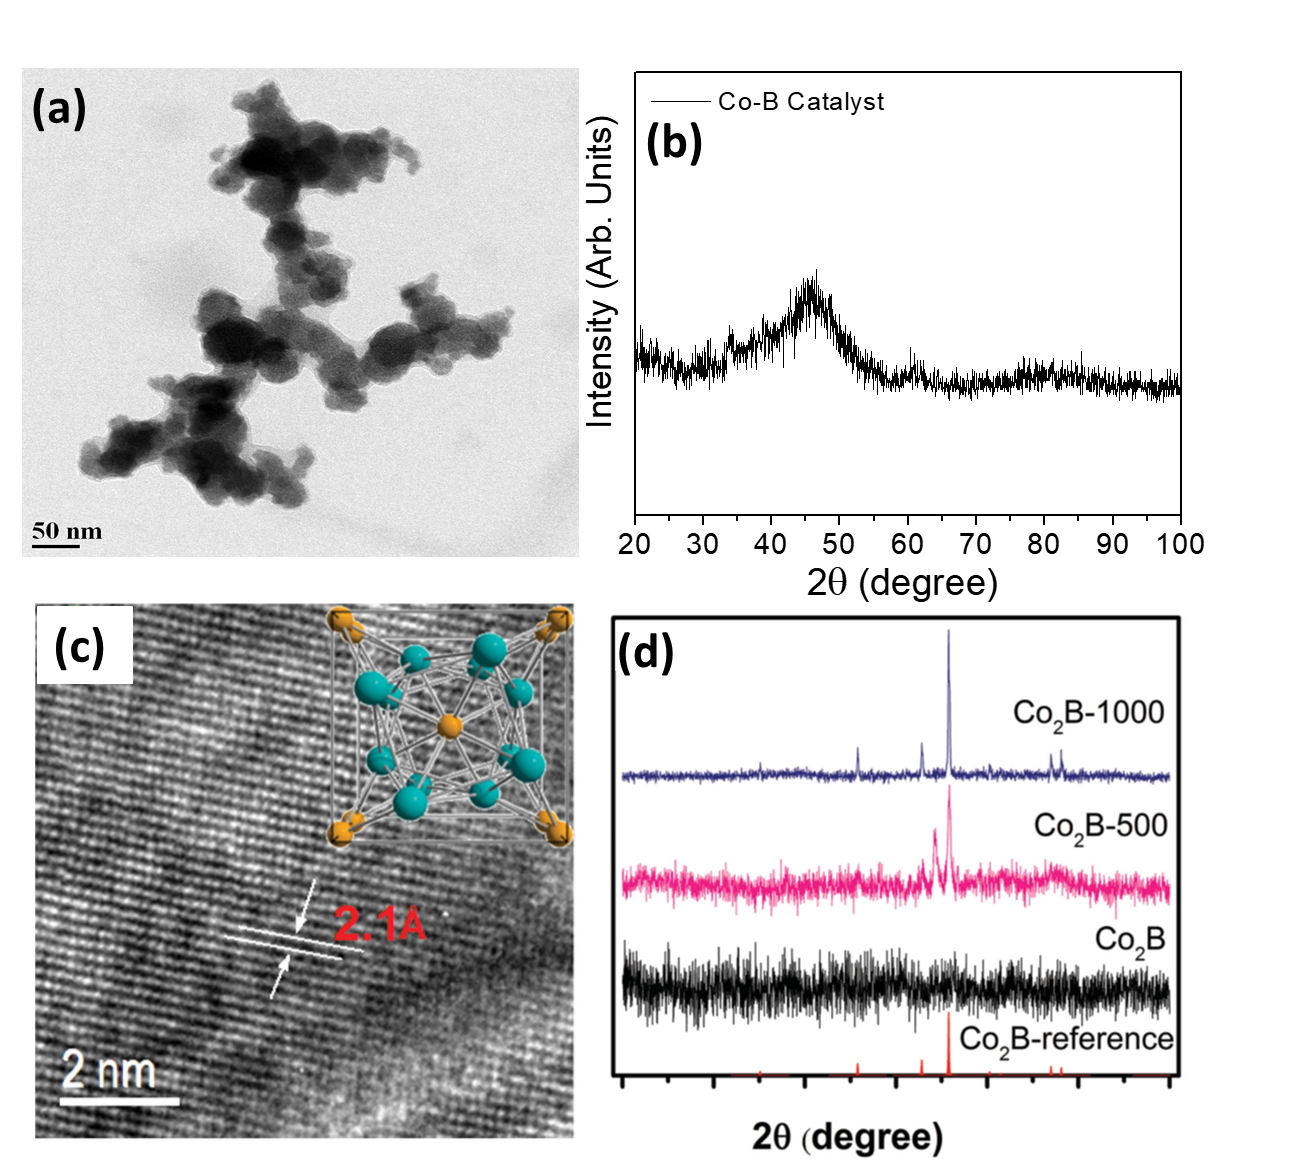 (a)
50 nm
Co-B Catalyst
(b)
Intensity (Arb. Units)
20 30 40 50 60 70 80 90 100
2θ (degree)
(c)
2.1Å
2 nm
(d)
Co₂B-1000
Co₂B-500
Co₂B
Co₂B-reference
2θ (degree)